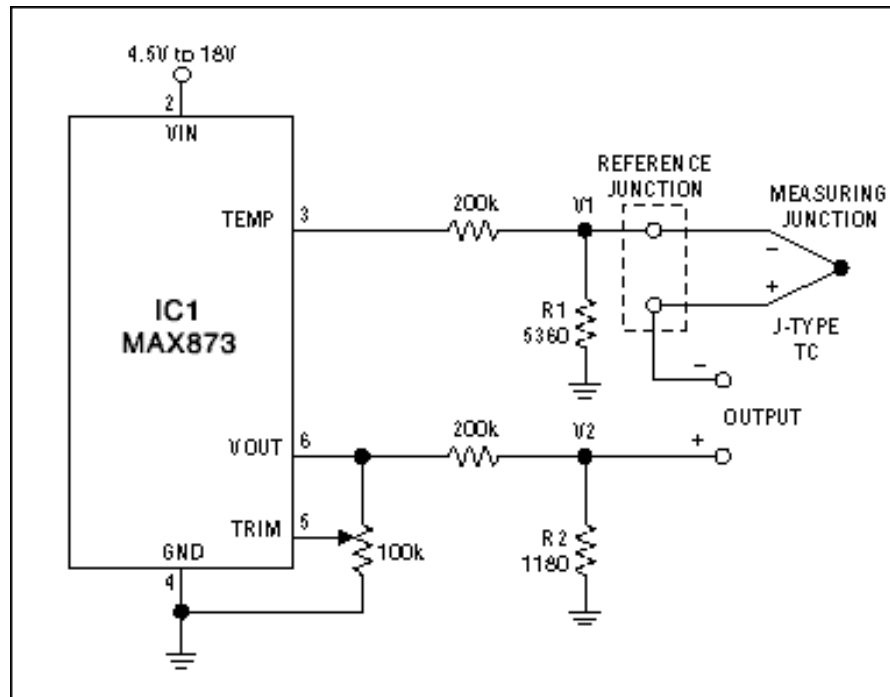 4.5V to 18V
2
VIN
TEMP
3
200k
V1
REFERENCE
JUNCTION
MEASURING
JUNCTION
−
+
IC1
MAX873
R1
5360
J-TYPE
TC
−
OUTPUT
VOUT
6
200k
V2
+
TRIM
5
100k
R2
1180
GND
4